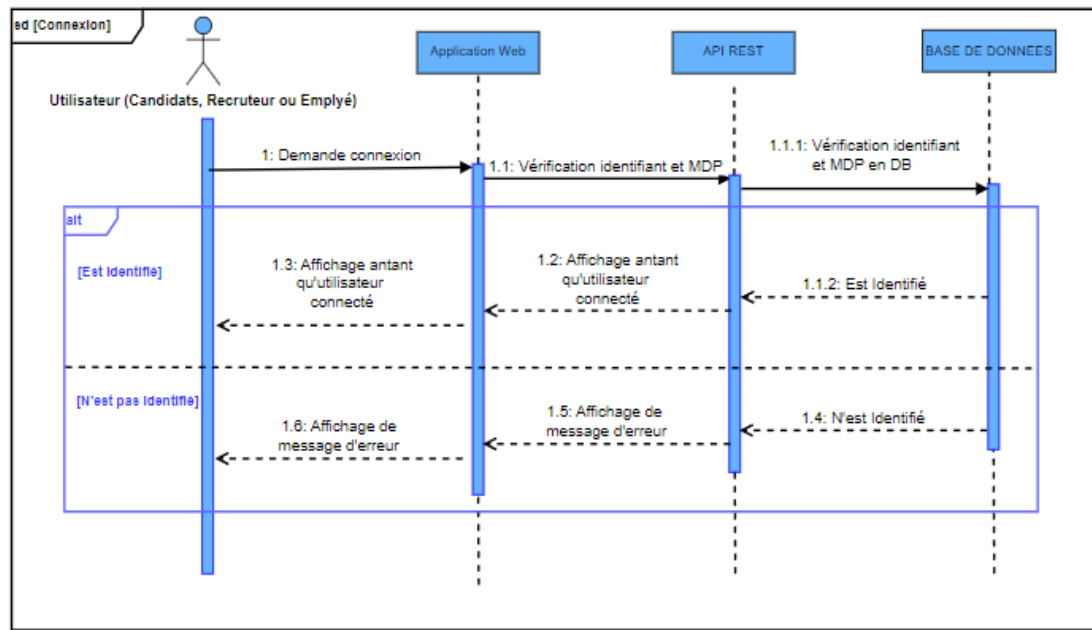 sd [Connexion]
Application Web
API REST
BASE DE DONNEES
Utilisateur (Candidats, Recruteur ou Emplyé)
1: Demande connexion
1.1: Vérification identifiant et MDP
1.1.1: Vérification identifiant
et MDP en DB
alt
[Est Identifié]
1.3: Affichage antant
qu'utilisateur
connecté
1.2: Affichage antant
qu'utilisateur
connecté
1.1.2: Est Identifié
[N'est pas Identifié]
1.6: Affichage de
message d'erreur
1.5: Affichage de
message d'erreur
1.4: N'est Identifié